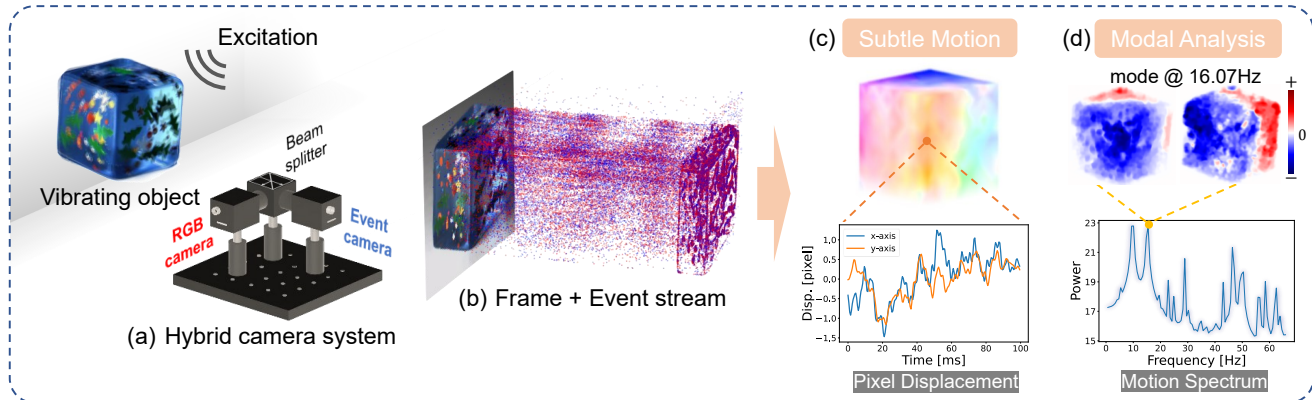 Excitation
Vibrating object
Beam
splitter
RGB
camera
Event
camera
(a) Hybrid camera system
(b) Frame + Event stream
(c) Subtle Motion
x-axis
y-axis
Disp. [pixel]
1.0
0.5
0.0
−0.5
−1.0
−1.5
0 20 40 60 80 100
Time [ms]
Pixel Displacement
(d) Modal Analysis
mode @ 16.07Hz
+
0
−
Power
23
21
19
17
15
0 10 20 30 40 50 60
Frequency [Hz]
Motion Spectrum